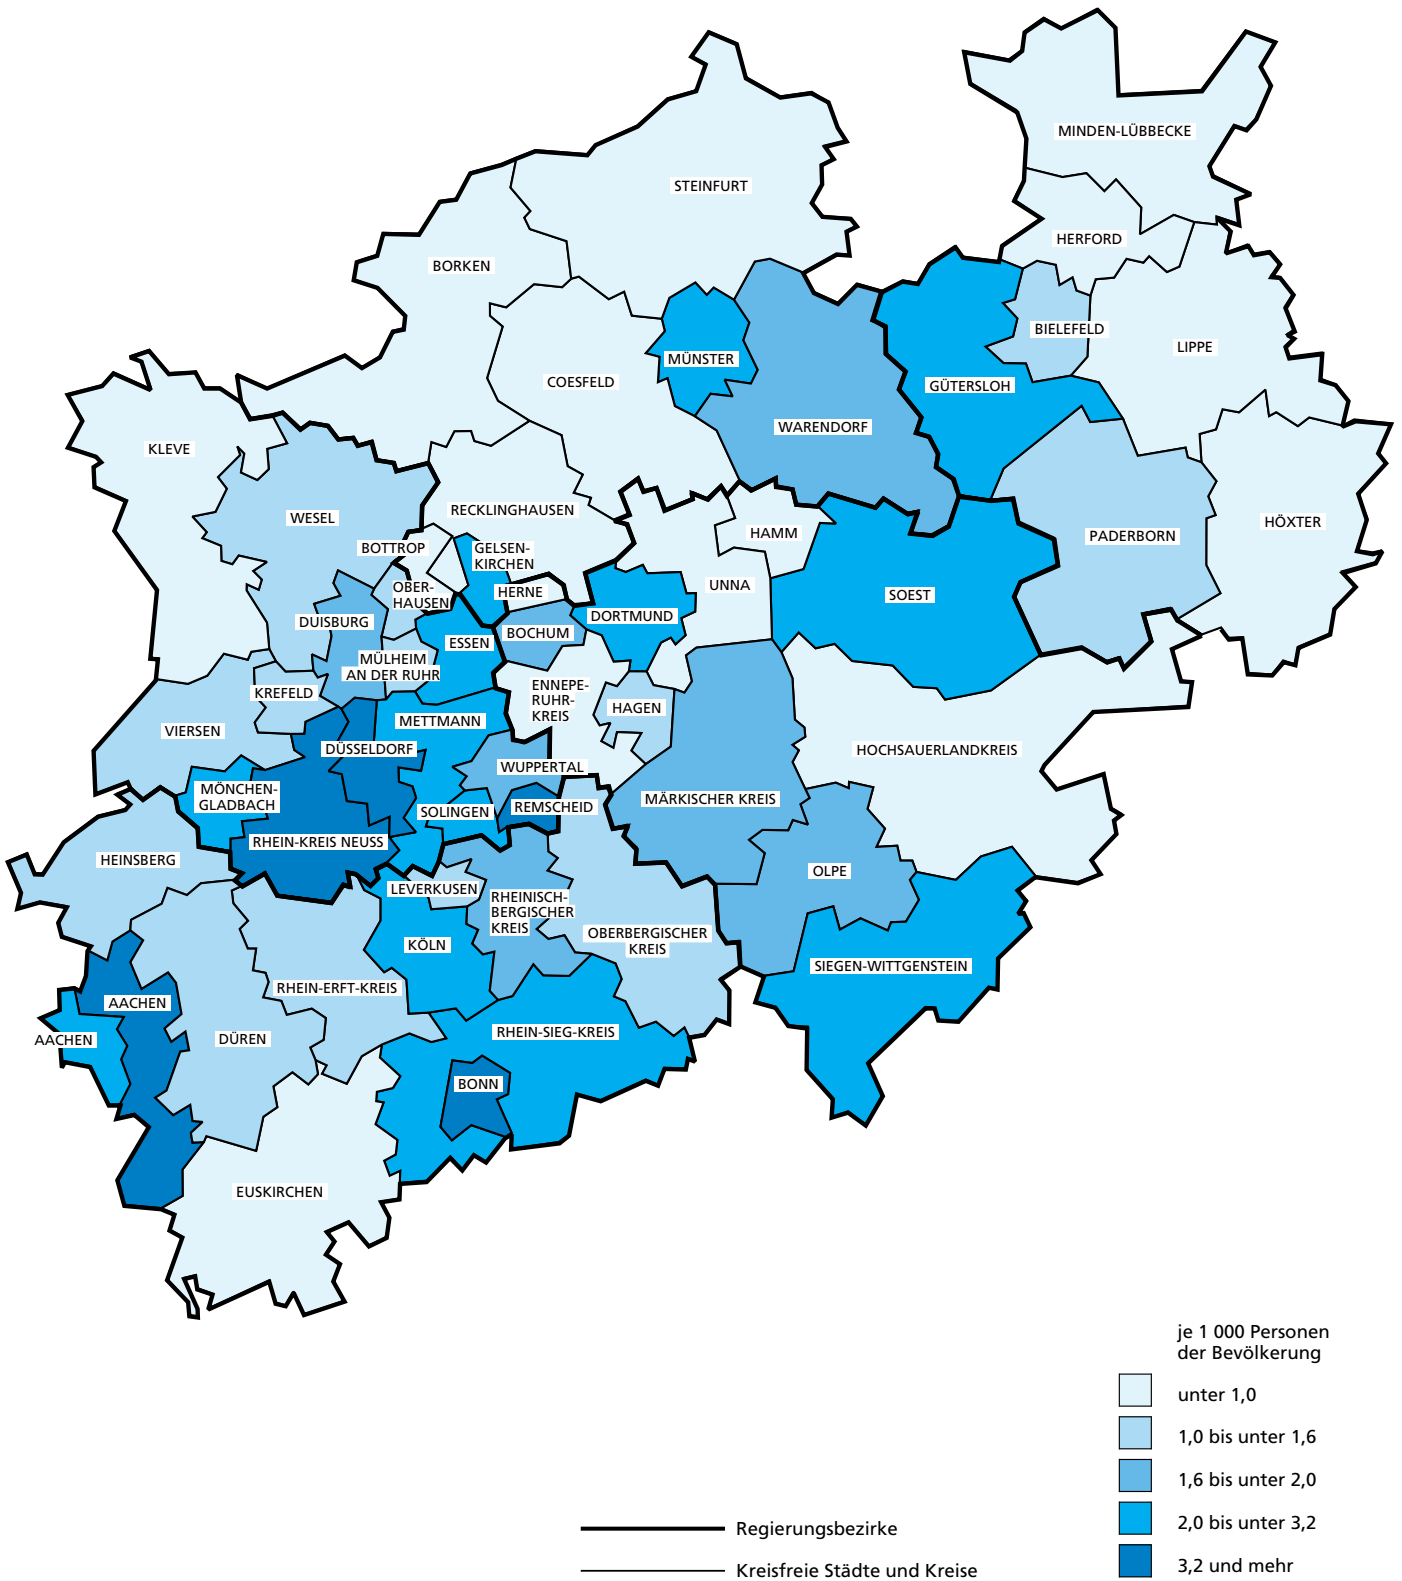 MINDEN-LÜBBECKE
STEINFURT
HERFORD
BORKEN
BIELEFELD
LIPPE
MÜNSTER
COESFELD
GÜTERSLOH
WARENDORF
KLEVE
RECKLINGHAUSEN
WESEL
HÖXTER
HAMM
PADERBORN
BOTTROP
GELSEN-
KIRCHEN
UNNA
OBER-
HAUSEN
HERNE
SOEST
DORTMUND
DUISBURG
BOCHUM
ESSEN
MÜLHEIM
AN DER RUHR
KREFELD
ENNEPE-
RUHR-
KREIS
HAGEN
METTMANN
VIERSEN
DÜSSELDORF
HOCHSAUERLANDKREIS
WUPPERTAL
MÖNCHEN-
GLADBACH
MÄRKISCHER KREIS
REMSCHEID
SOLINGEN
RHEIN-KREIS NEUSS
HEINSBERG
OLPE
LEVERKUSEN
RHEINISCH-
BERGISCHER
KREIS
OBERBERGISCHER
KREIS
KÖLN
SIEGEN-WITTGENSTEIN
RHEIN-ERFT-KREIS
AACHEN
RHEIN-SIEG-KREIS
AACHEN
DÜREN
BONN
EUSKIRCHEN
je 1 000 Personen
der Bevölkerung
unter 1,0
1,0 bis unter 1,6
1,6 bis unter 2,0
2,0 bis unter 3,2
3,2 und mehr
Regierungsbezirke
Kreisfreie Städte und Kreise